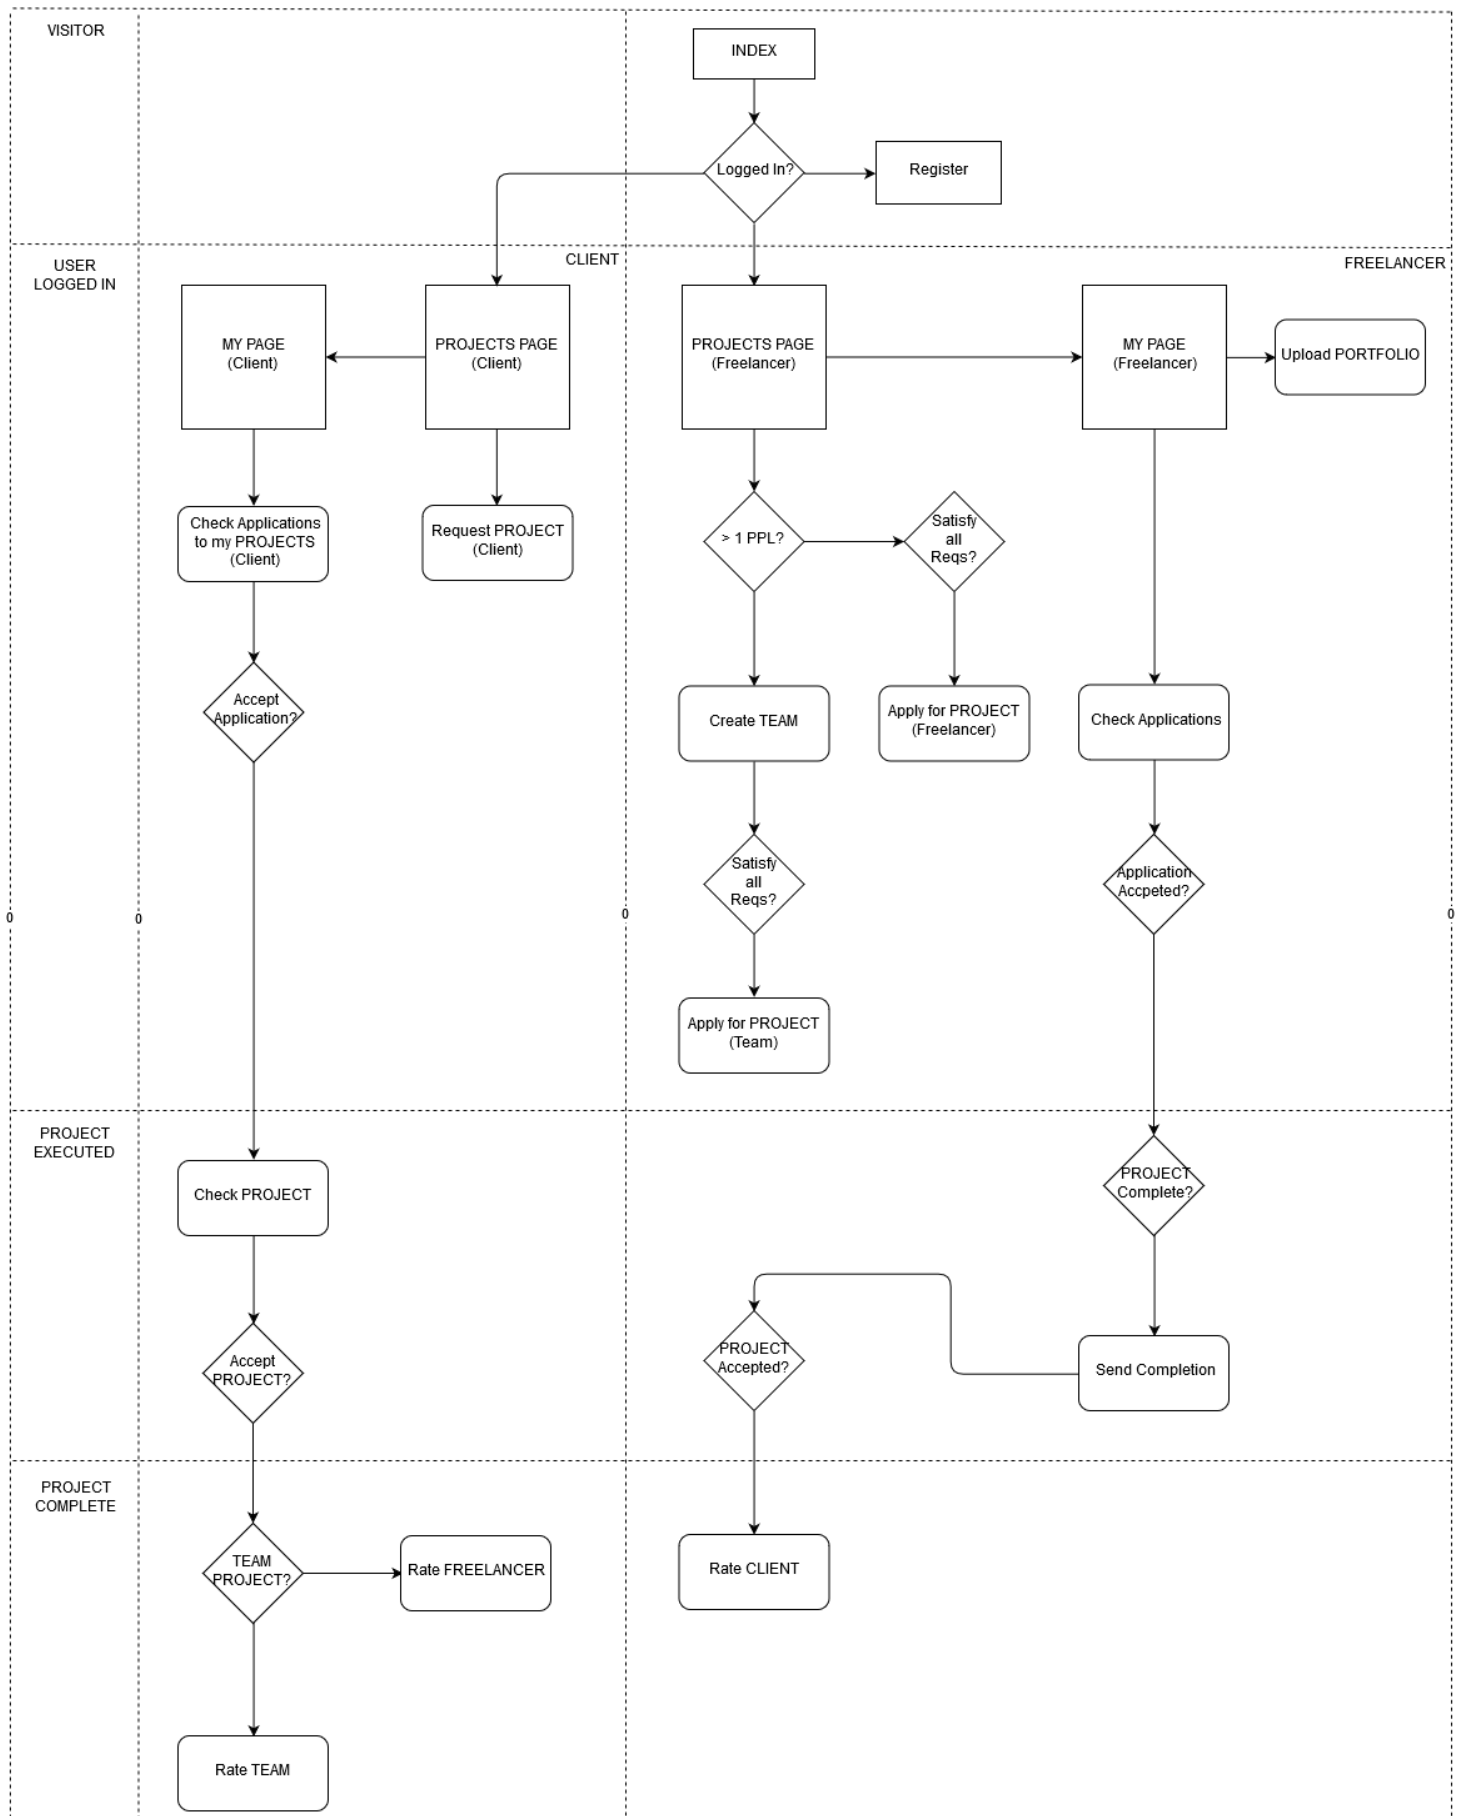 VISITOR
INDEX
Logged In?
Register
USER
LOGGED IN
CLIENT
FREELANCER
MY PAGE
(Client)
PROJECTS PAGE
(Client)
PROJECTS PAGE
(Freelancer)
MY PAGE
(Freelancer)
Upload PORTFOLIO
Check Applications
to my PROJECTS
(Client)
Request PROJECT
(Client)
> 1 PPL?
Satisfy
all
Reqs?
Accept
Application?
Create TEAM
Apply for PROJECT
(Freelancer)
Check Applications
Satisfy
all
Reqs?
Application
Accpeted?
0
0
0
0
Apply for PROJECT
(Team)
PROJECT
EXECUTED
Check PROJECT
PROJECT
Complete?
Accept
PROJECT?
PROJECT
Accepted?
Send Completion
PROJECT
COMPLETE
TEAM
PROJECT?
Rate FREELANCER
Rate CLIENT
Rate TEAM